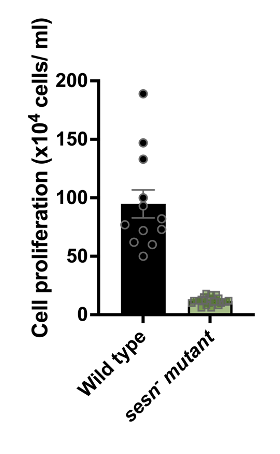 Cell proliferation (x10⁴ cells/ ml)
200
150
100
50
0
Wild type
sesn⁻ mutant